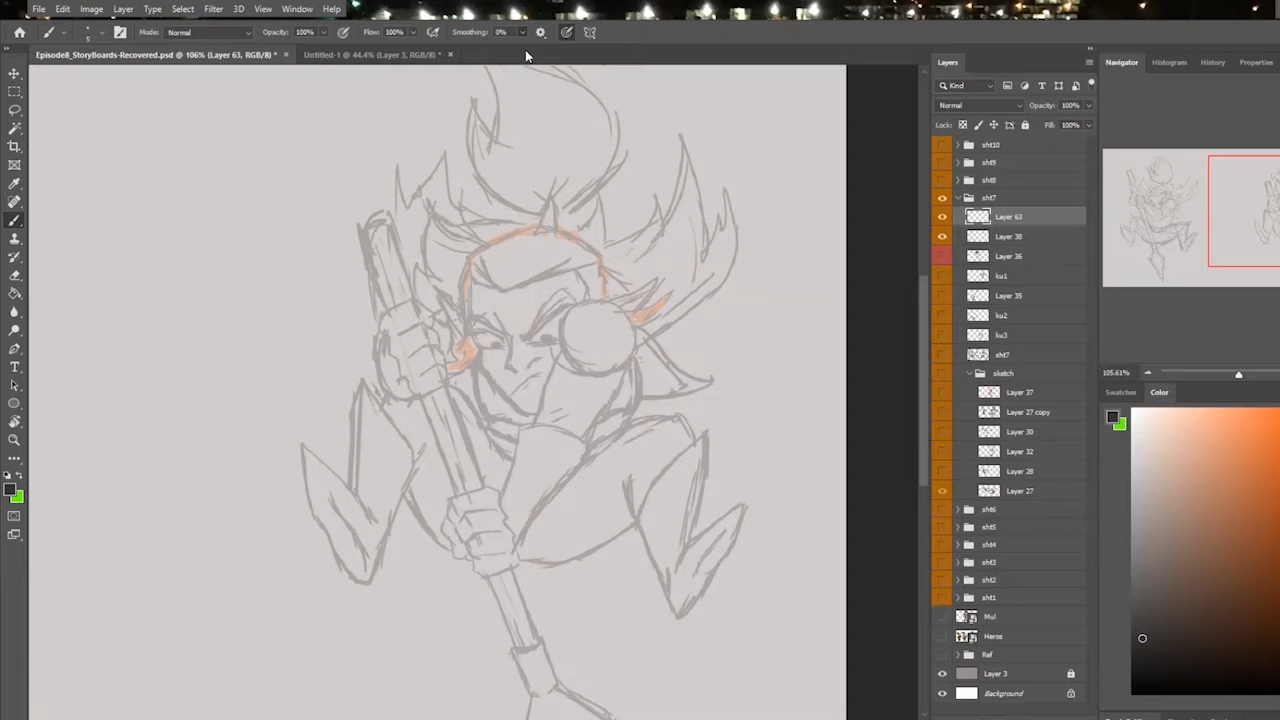 File Edit Image Layer Type Select Filter 3D View Window Help
5 Mode: Normal Opacity: 100% Flow: 100% Smoothing: 0%
Episode8_StoryBoards-Recovered.psd @ 106% (Layer 63, RGB/8) * × Untitled-1 @ 44.4% (Layer 3, RGB/8) * ×
Layers
Kind
Normal Opacity: 100%
Lock: Fill: 100%
sht10
sht9
sht8
sht7
Layer 63
Layer 38
Layer 36
ku1
Layer 35
ku2
ku3
sht7
sketch
Layer 37
Layer 27 copy
Layer 30
Layer 32
Layer 28
Layer 27
sht6
sht5
sht4
sht3
sht2
sht1
Mul
Heros
Ref
Layer 3
Background
Navigator Histogram History Properties
105.61%
Swatches Color